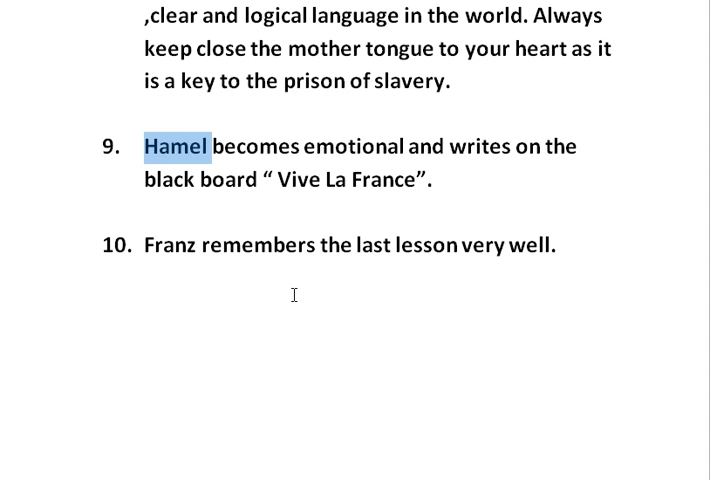 ,clear and logical language in the world. Always
keep close the mother tongue to your heart as it
is a key to the prison of slavery.
9. Hamel becomes emotional and writes on the
black board “ Vive La France”.
10. Franz remembers the last lesson very well.